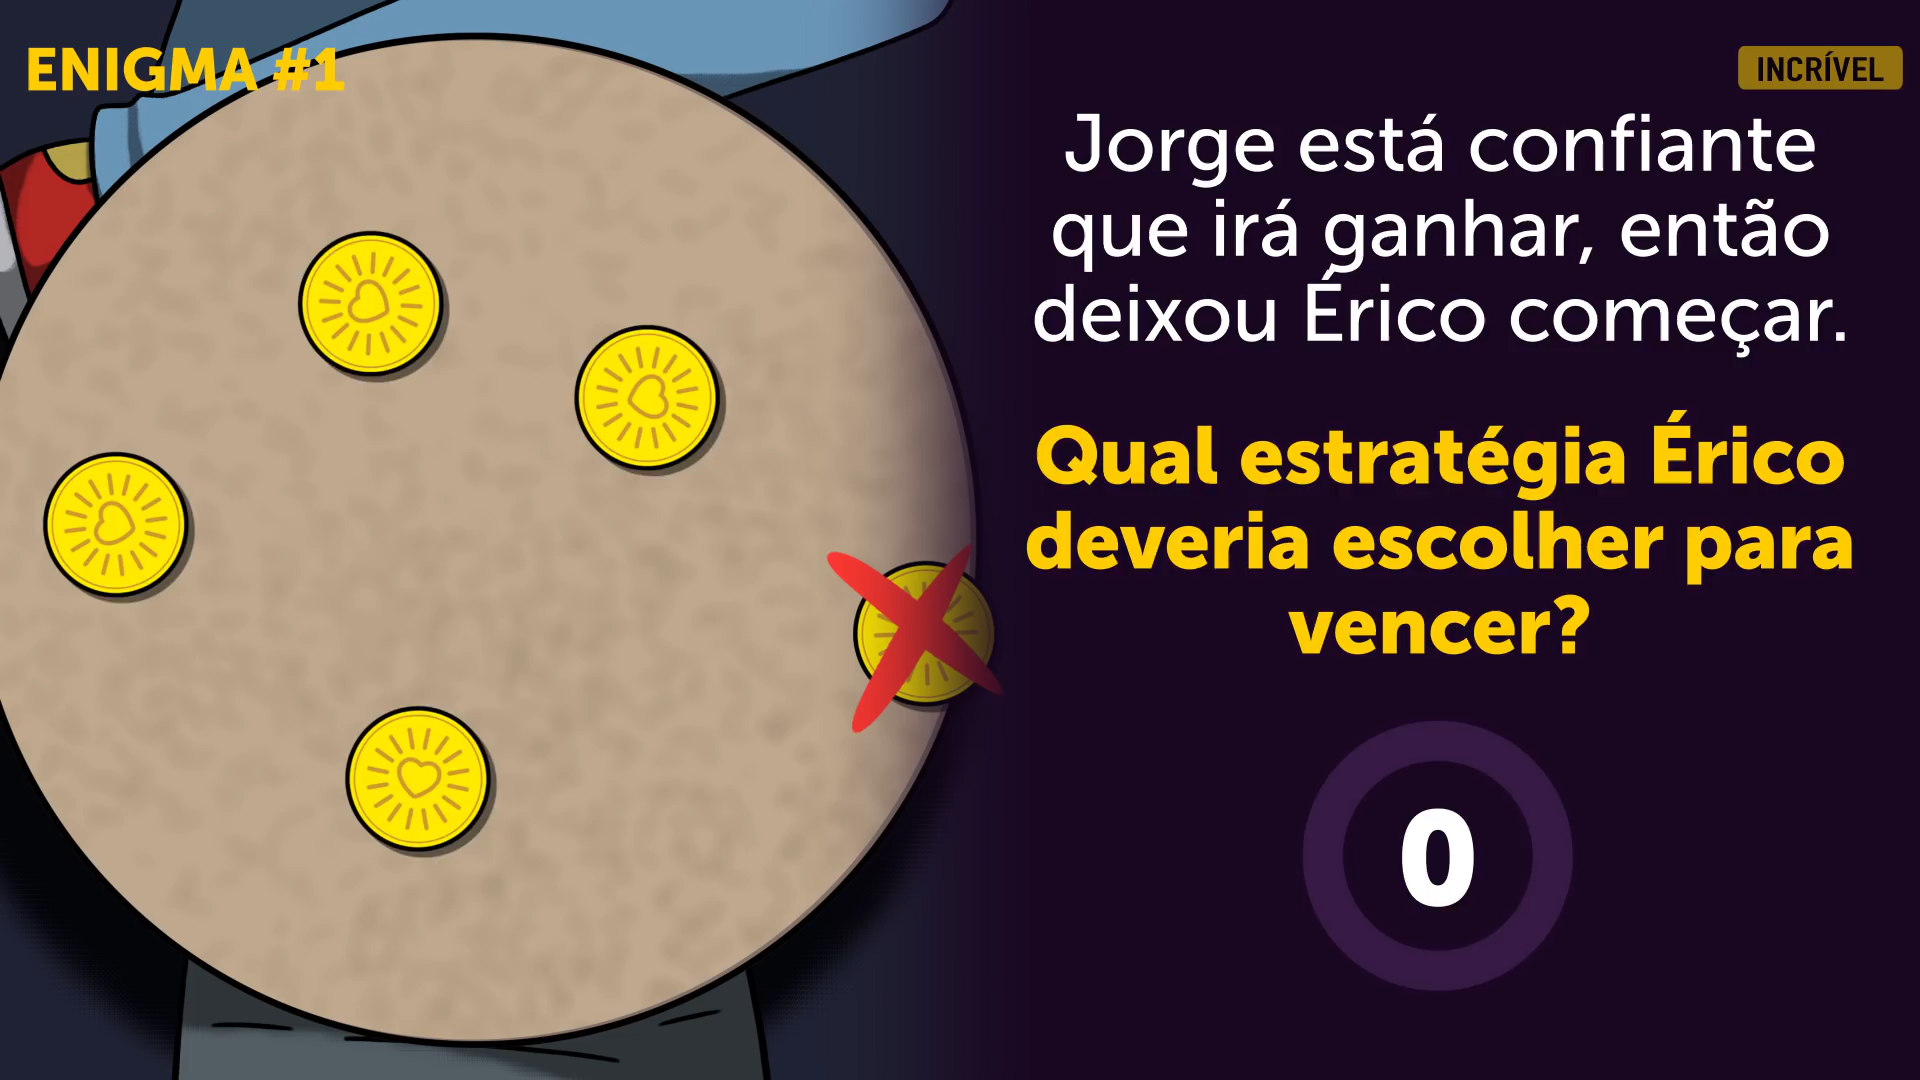 ENIGMA #1
INCRÍVEL
Jorge está confiante
que irá ganhar, então
deixou Érico começar.
Qual estratégia Érico
deveria escolher para
vencer?
0